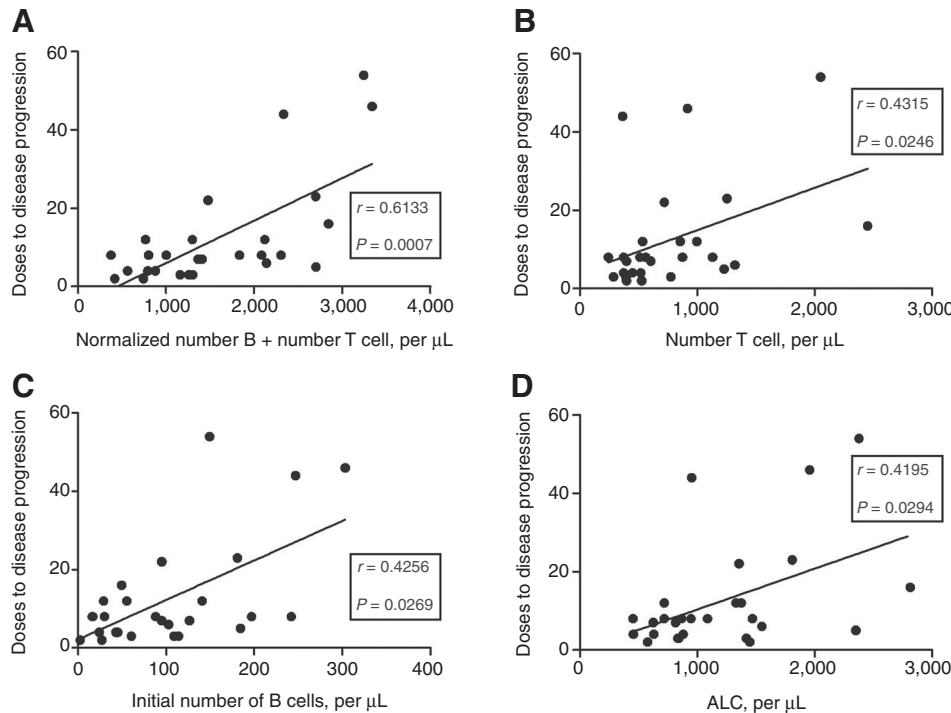 A
Doses to disease progression
60
40
20
0
0 1,000 2,000 3,000 4,000
Normalized number B + number T cell, per μL
r = 0.6133
P = 0.0007
B
Doses to disease progression
60
40
20
0
0 1,000 2,000 3,000
Number T cell, per μL
r = 0.4315
P = 0.0246
C
Doses to disease progression
60
40
20
0
0 100 200 300 400
Initial number of B cells, per μL
r = 0.4256
P = 0.0269
D
Doses to disease progression
60
40
20
0
0 1,000 2,000 3,000
ALC, per μL
r = 0.4195
P = 0.0294